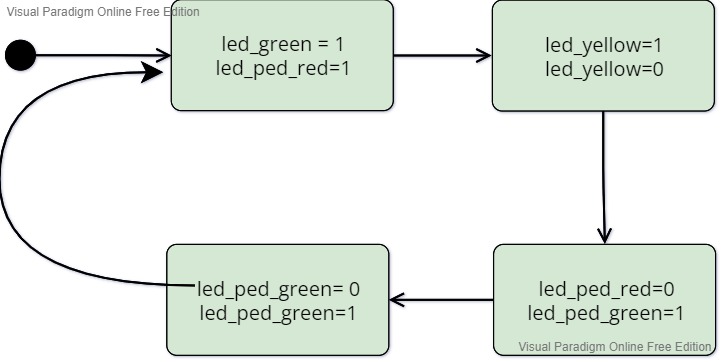 Visual Paradigm Online Free Edition
led_green = 1
led_ped_red=1
led_yellow=1
led_yellow=0
led_ped_red=0
led_ped_green=1
led_ped_green= 0
led_ped_green=1
Visual Paradigm Online Free Edition